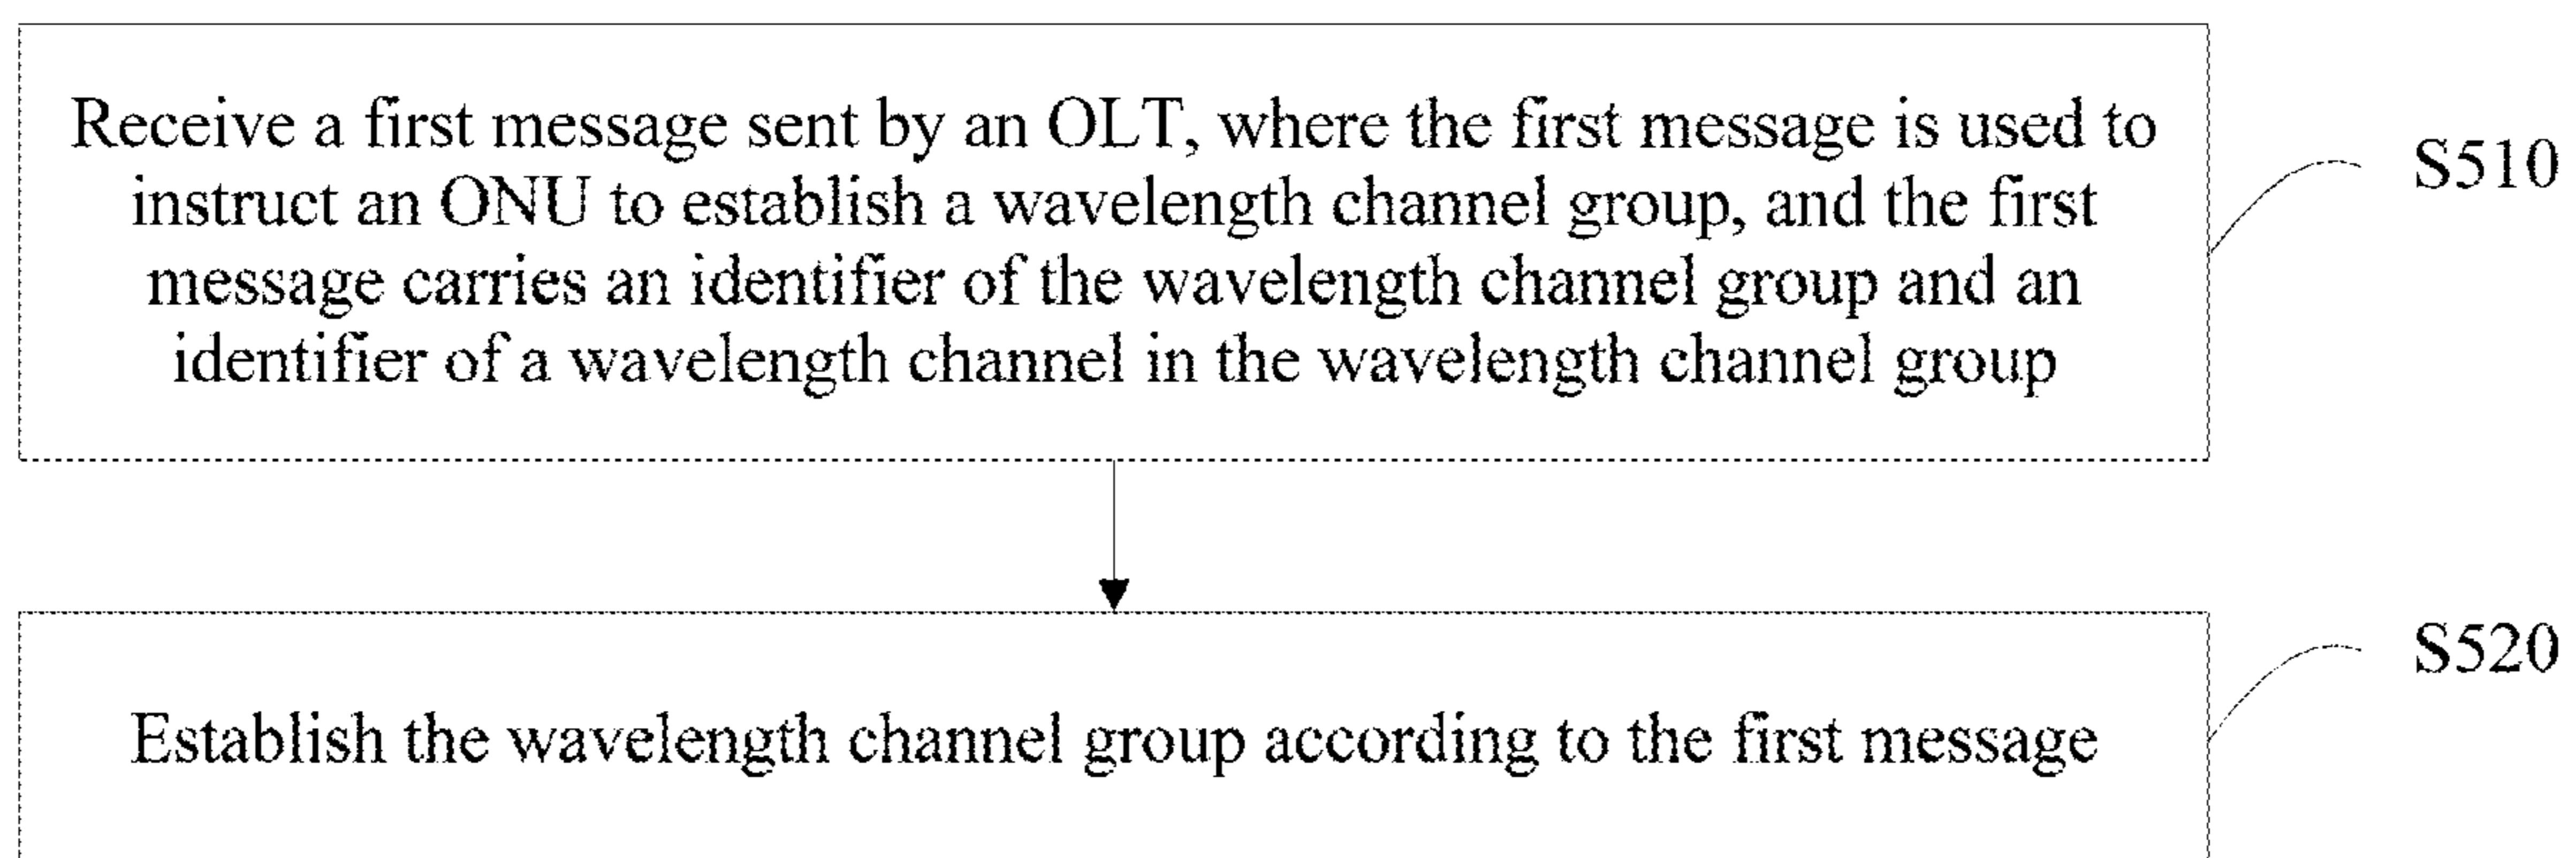 Receive a first message sent by an OLT, where the first message is used to
instruct an ONU to establish a wavelength channel group, and the first
message carries an identifier of the wavelength channel group and an
identifier of a wavelength channel in the wavelength channel group
S510
Establish the wavelength channel group according to the first message
S520